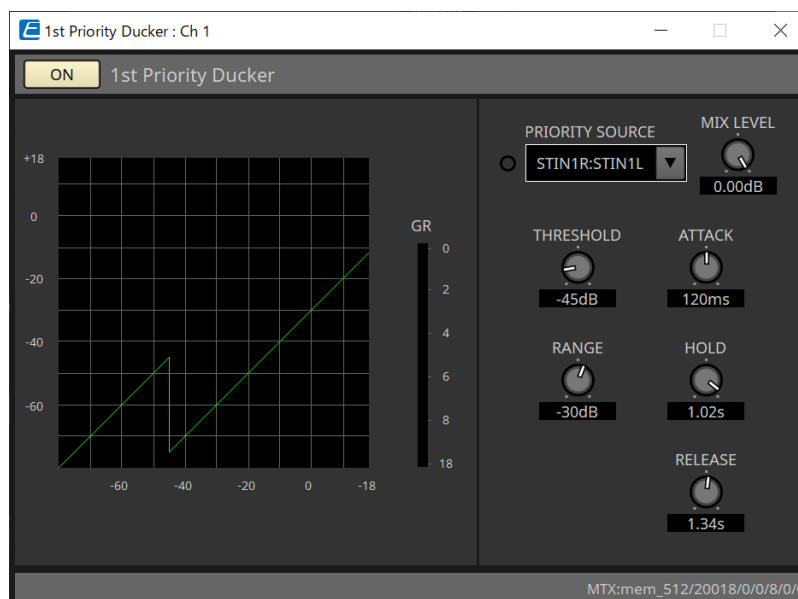 1st Priority Ducker : Ch 1
ON
1st Priority Ducker
+18
0
-20
-40
-60
-60
-40
-20
0
-18
GR
0
2
4
6
8
18
PRIORITY SOURCE
STIN1R:STIN1L
MIX LEVEL
0.00dB
THRESHOLD
-45dB
ATTACK
120ms
RANGE
-30dB
HOLD
1.02s
RELEASE
1.34s
MTX:mem_512/20018/0/0/8/0/